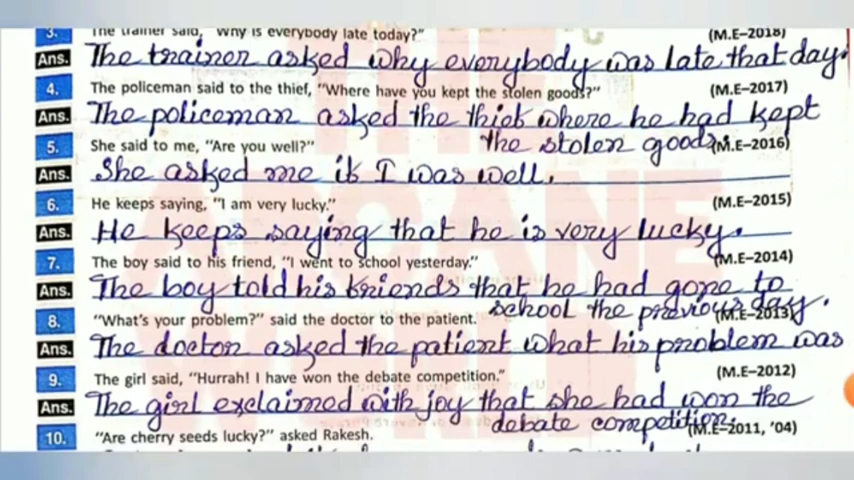 3. The trainer said, "Why is everybody late today?" (M.E–2018)
Ans. The trainer asked why everybody was late that day.
4. The policeman said to the thief, "Where have you kept the stolen goods?" (M.E–2017)
Ans. The policeman asked the thief where he had kept
the stolen goods.
5. She said to me, "Are you well?" (M.E–2016)
Ans. She asked me if I was well.
6. He keeps saying, "I am very lucky." (M.E–2015)
Ans. He keeps saying that he is very lucky.
7. The boy said to his friend, "I went to school yesterday." (M.E–2014)
Ans. The boy told his friends that he had gone to
school the previous day.
8. "What's your problem?" said the doctor to the patient. (M.E–2013)
Ans. The doctor asked the patient what his problem was
9. The girl said, "Hurrah! I have won the debate competition." (M.E–2012)
Ans. The girl exclaimed with joy that she had won the
debate competition.
10. "Are cherry seeds lucky?" asked Rakesh. (M.E–2011, '04)
THE
ARCANE
WORLD